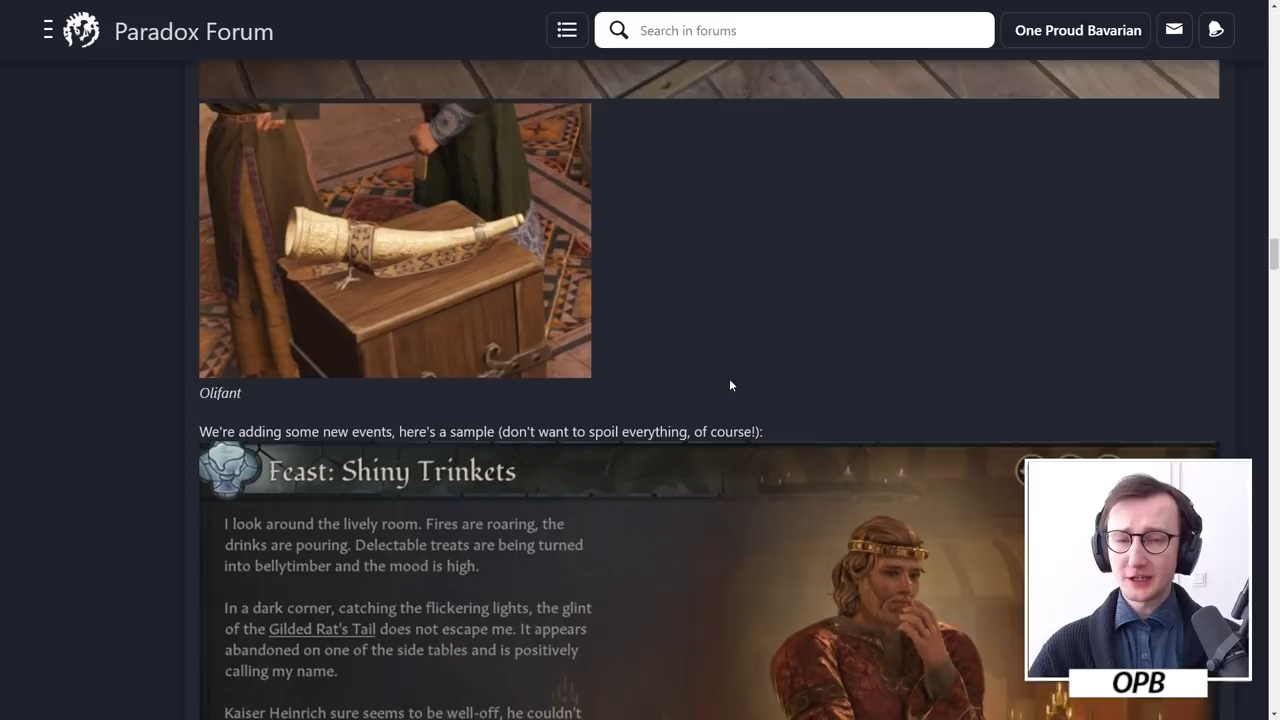 Paradox Forum
Search in forums
One Proud Bavarian
Olifant
We're adding some new events, here's a sample (don't want to spoil everything, of course!):
Feast: Shiny Trinkets
I look around the lively room. Fires are roaring, the
drinks are pouring. Delectable treats are being turned
into bellytimber and the mood is high.
In a dark corner, catching the flickering lights, the glint
of the Gilded Rat's Tail does not escape me. It appears
abandoned on one of the side tables and is positively
calling my name.
Kaiser Heinrich sure seems to be well-off, he couldn't
OPB